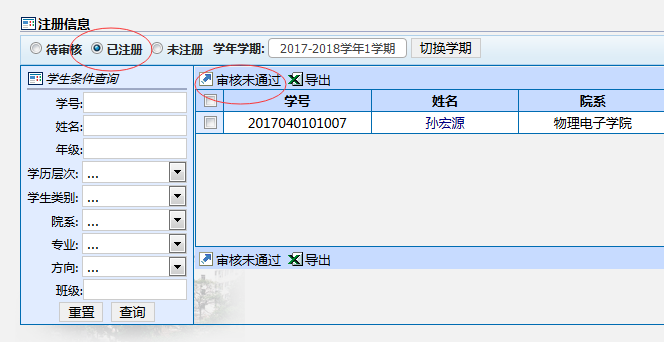 注册信息
待审核 已注册 未注册 学年学期: 2017-2018学年1学期 切换学期
学生条件查询
学号:
姓名:
年级:
学历层次: ...
学生类别: ...
院系: ...
专业: ...
方向: ...
班级:
重置 查询
审核未通过 导出
学号 姓名 院系
2017040101007 孙宏源 物理电子学院
审核未通过 导出